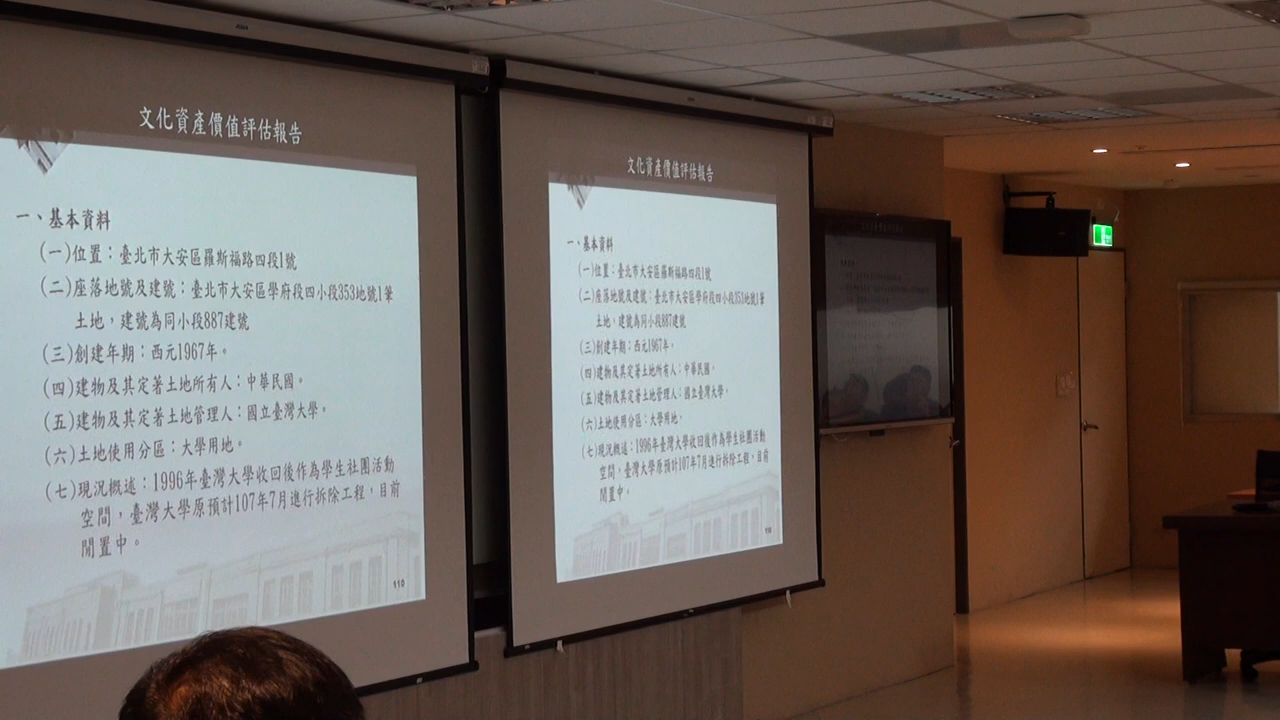 文化資產價值評估報告
一、基本資料
(一)位置：臺北市大安區羅斯福路四段1號
(二)座落地號及建號：臺北市大安區學府段四小段353地號1筆
土地，建號為同小段887建號
(三)創建年期：西元1967年。
(四)建物及其定著土地所有人：中華民國。
(五)建物及其定著土地管理人：國立臺灣大學。
(六)土地使用分區：大學用地。
(七)現況概述：1996年臺灣大學收回後作為學生社團活動
空間，臺灣大學原預計107年7月進行拆除工程，目前
閒置中。
110
文化資產價值評估報告
一、基本資料
(一)位置：臺北市大安區羅斯福路四段1號
(二)座落地號及建號：臺北市大安區學府段四小段353地號1筆
土地，建號為同小段887建號
(三)創建年期：西元1967年。
(四)建物及其定著土地所有人：中華民國。
(五)建物及其定著土地管理人：國立臺灣大學。
(六)土地使用分區：大學用地。
(七)現況概述：1996年臺灣大學收回後作為學生社團活動
空間，臺灣大學原預計107年7月進行拆除工程，目前
閒置中。
110